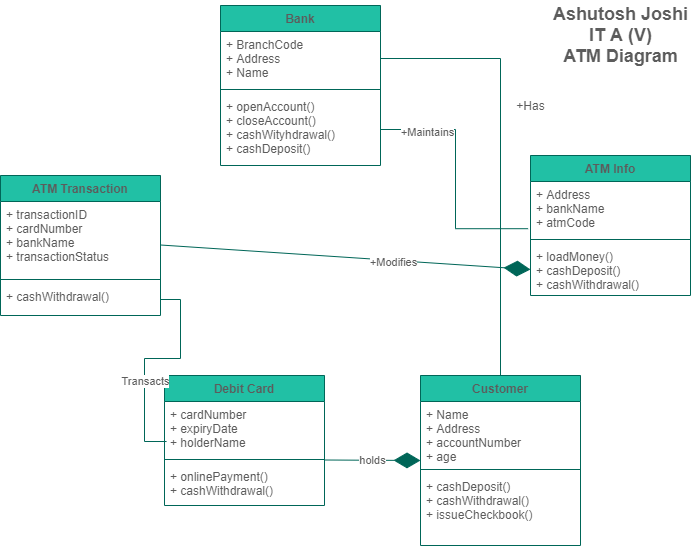 Ashutosh Joshi
IT A (V)
ATM Diagram
Bank
+ BranchCode
+ Address
+ Name
+ openAccount()
+ closeAccount()
+ cashWityhdrawal()
+ cashDeposit()
+Has
+Maintains
ATM Info
+ Address
+ bankName
+ atmCode
+ loadMoney()
+ cashDeposit()
+ cashWithdrawal()
ATM Transaction
+ transactionID
+ cardNumber
+ bankName
+ transactionStatus
+ cashWithdrawal()
+Modifies
Transacts
Debit Card
+ cardNumber
+ expiryDate
+ holderName
+ onlinePayment()
+ cashWithdrawal()
holds
Customer
+ Name
+ Address
+ accountNumber
+ age
+ cashDeposit()
+ cashWithdrawal()
+ issueCheckbook()